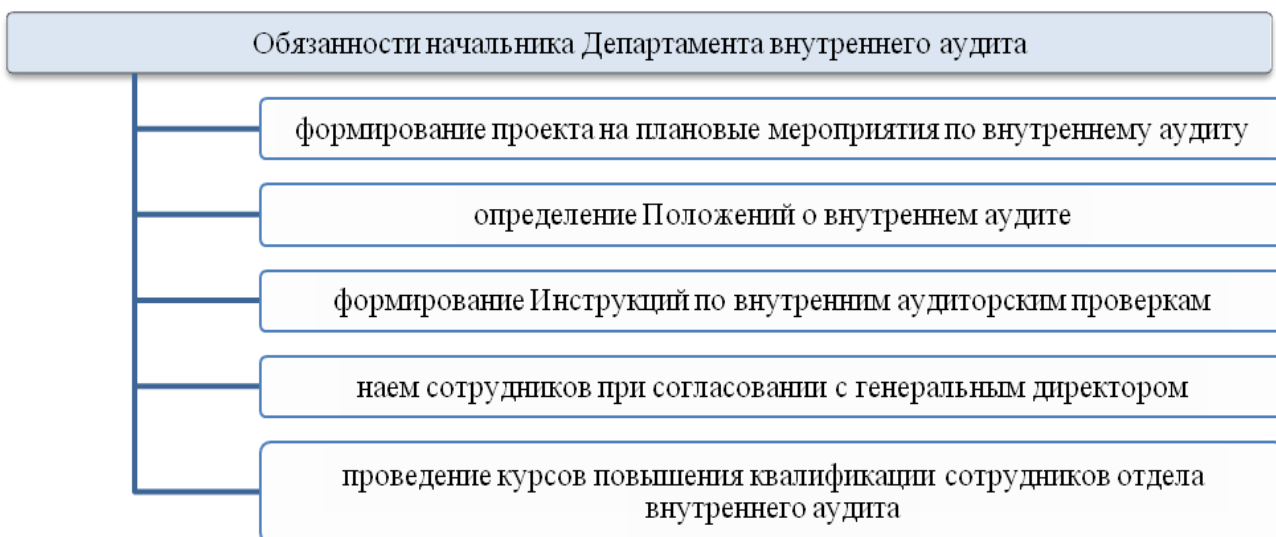 Обязанности начальника Департамента внутреннего аудита
формирование проекта на плановые мероприятия по внутреннему аудиту
определение Положений о внутреннем аудите
формирование Инструкций по внутренним аудиторским проверкам
наем сотрудников при согласовании с генеральным директором
проведение курсов повышения квалификации сотрудников отдела
внутреннего аудита